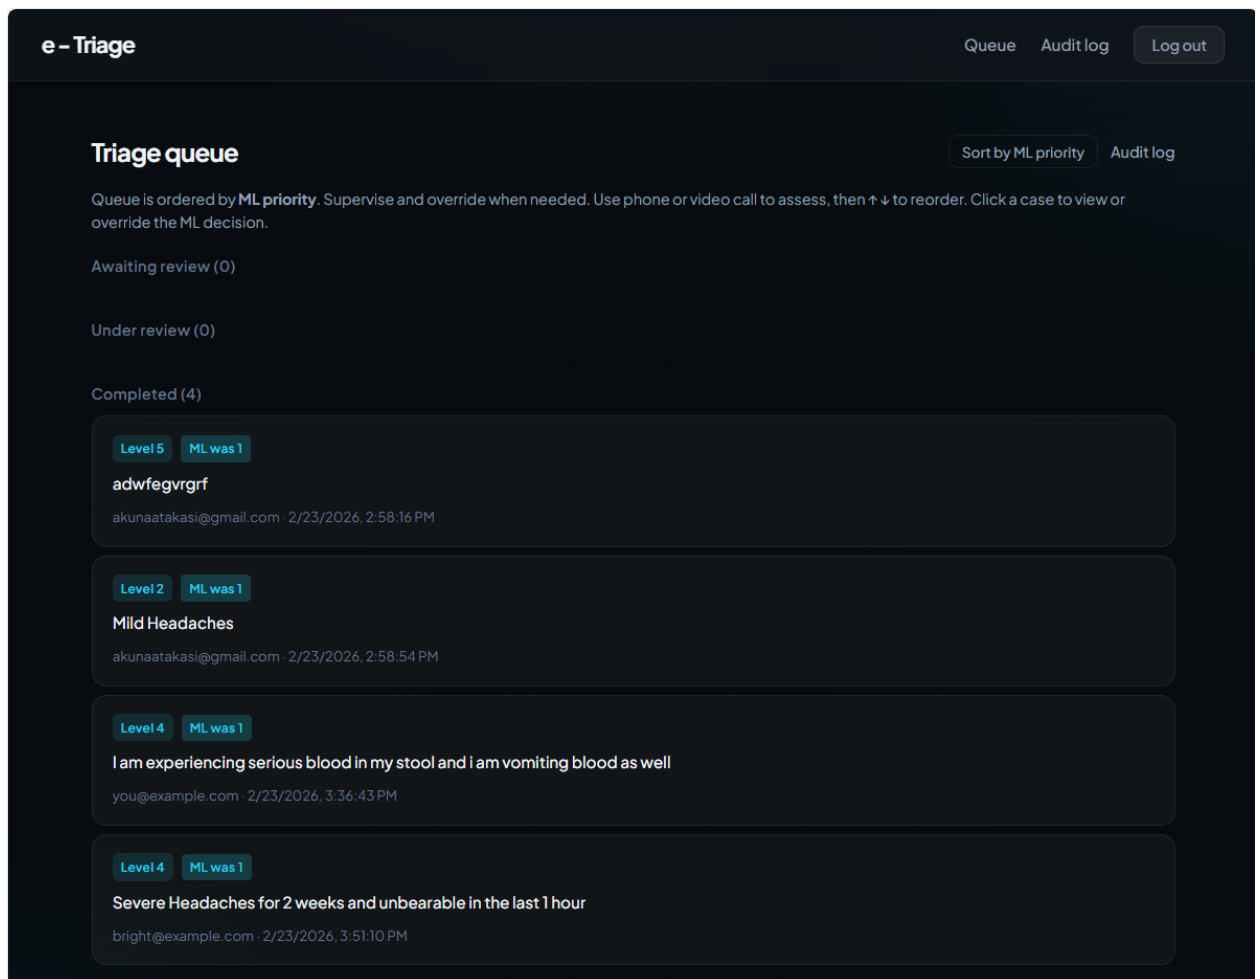 e – Triage
Queue
Audit log
Log out
Triage queue
Sort by ML priority
Audit log
Queue is ordered by ML priority. Supervise and override when needed. Use phone or video call to assess, then ↑ ↓ to reorder. Click a case to view or
override the ML decision.
Awaiting review (0)
Under review (0)
Completed (4)
Level 5
ML was 1
adwfegvrgrf
akunaatakasi@gmail.com · 2/23/2026, 2:58:16 PM
Level 2
ML was 1
Mild Headaches
akunaatakasi@gmail.com · 2/23/2026, 2:58:54 PM
Level 4
ML was 1
I am experiencing serious blood in my stool and i am vomiting blood as well
you@example.com · 2/23/2026, 3:36:43 PM
Level 4
ML was 1
Severe Headaches for 2 weeks and unbearable in the last 1 hour
bright@example.com · 2/23/2026, 3:51:10 PM